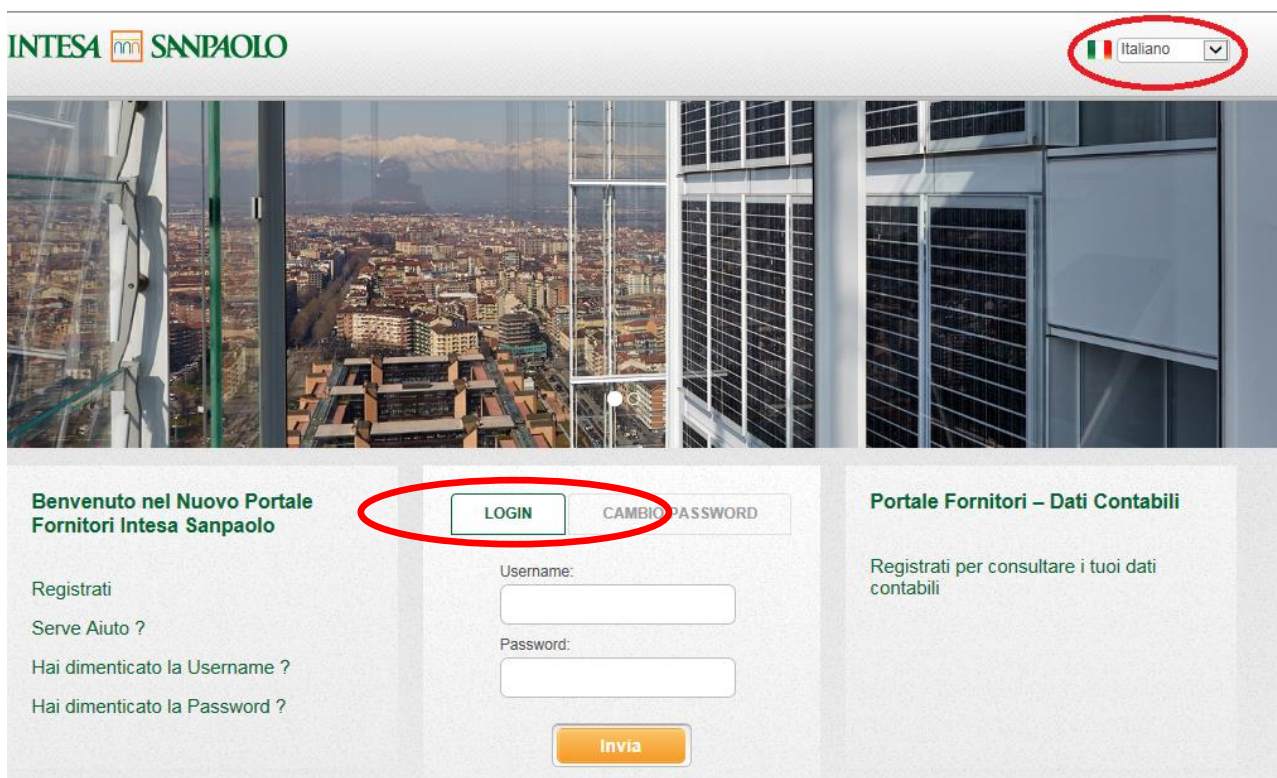 INTESA SANPAOLO
Italiano
Benvenuto nel Nuovo Portale
Fornitori Intesa Sanpaolo
Registrati
Serve Aiuto ?
Hai dimenticato la Username ?
Hai dimenticato la Password ?
LOGIN
CAMBIO PASSWORD
Username:
Password:
Invia
Portale Fornitori – Dati Contabili
Registrati per consultare i tuoi dati
contabili